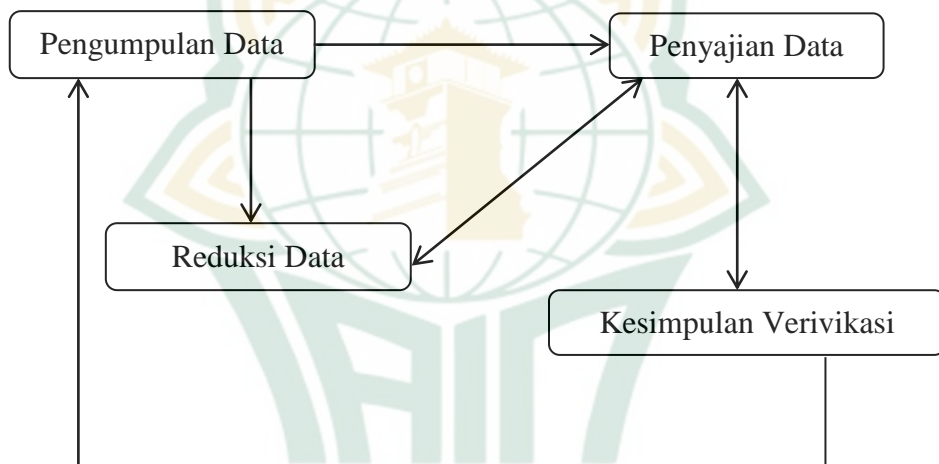 Pengumpulan Data
Penyajian Data
Reduksi Data
Kesimpulan Verivikasi